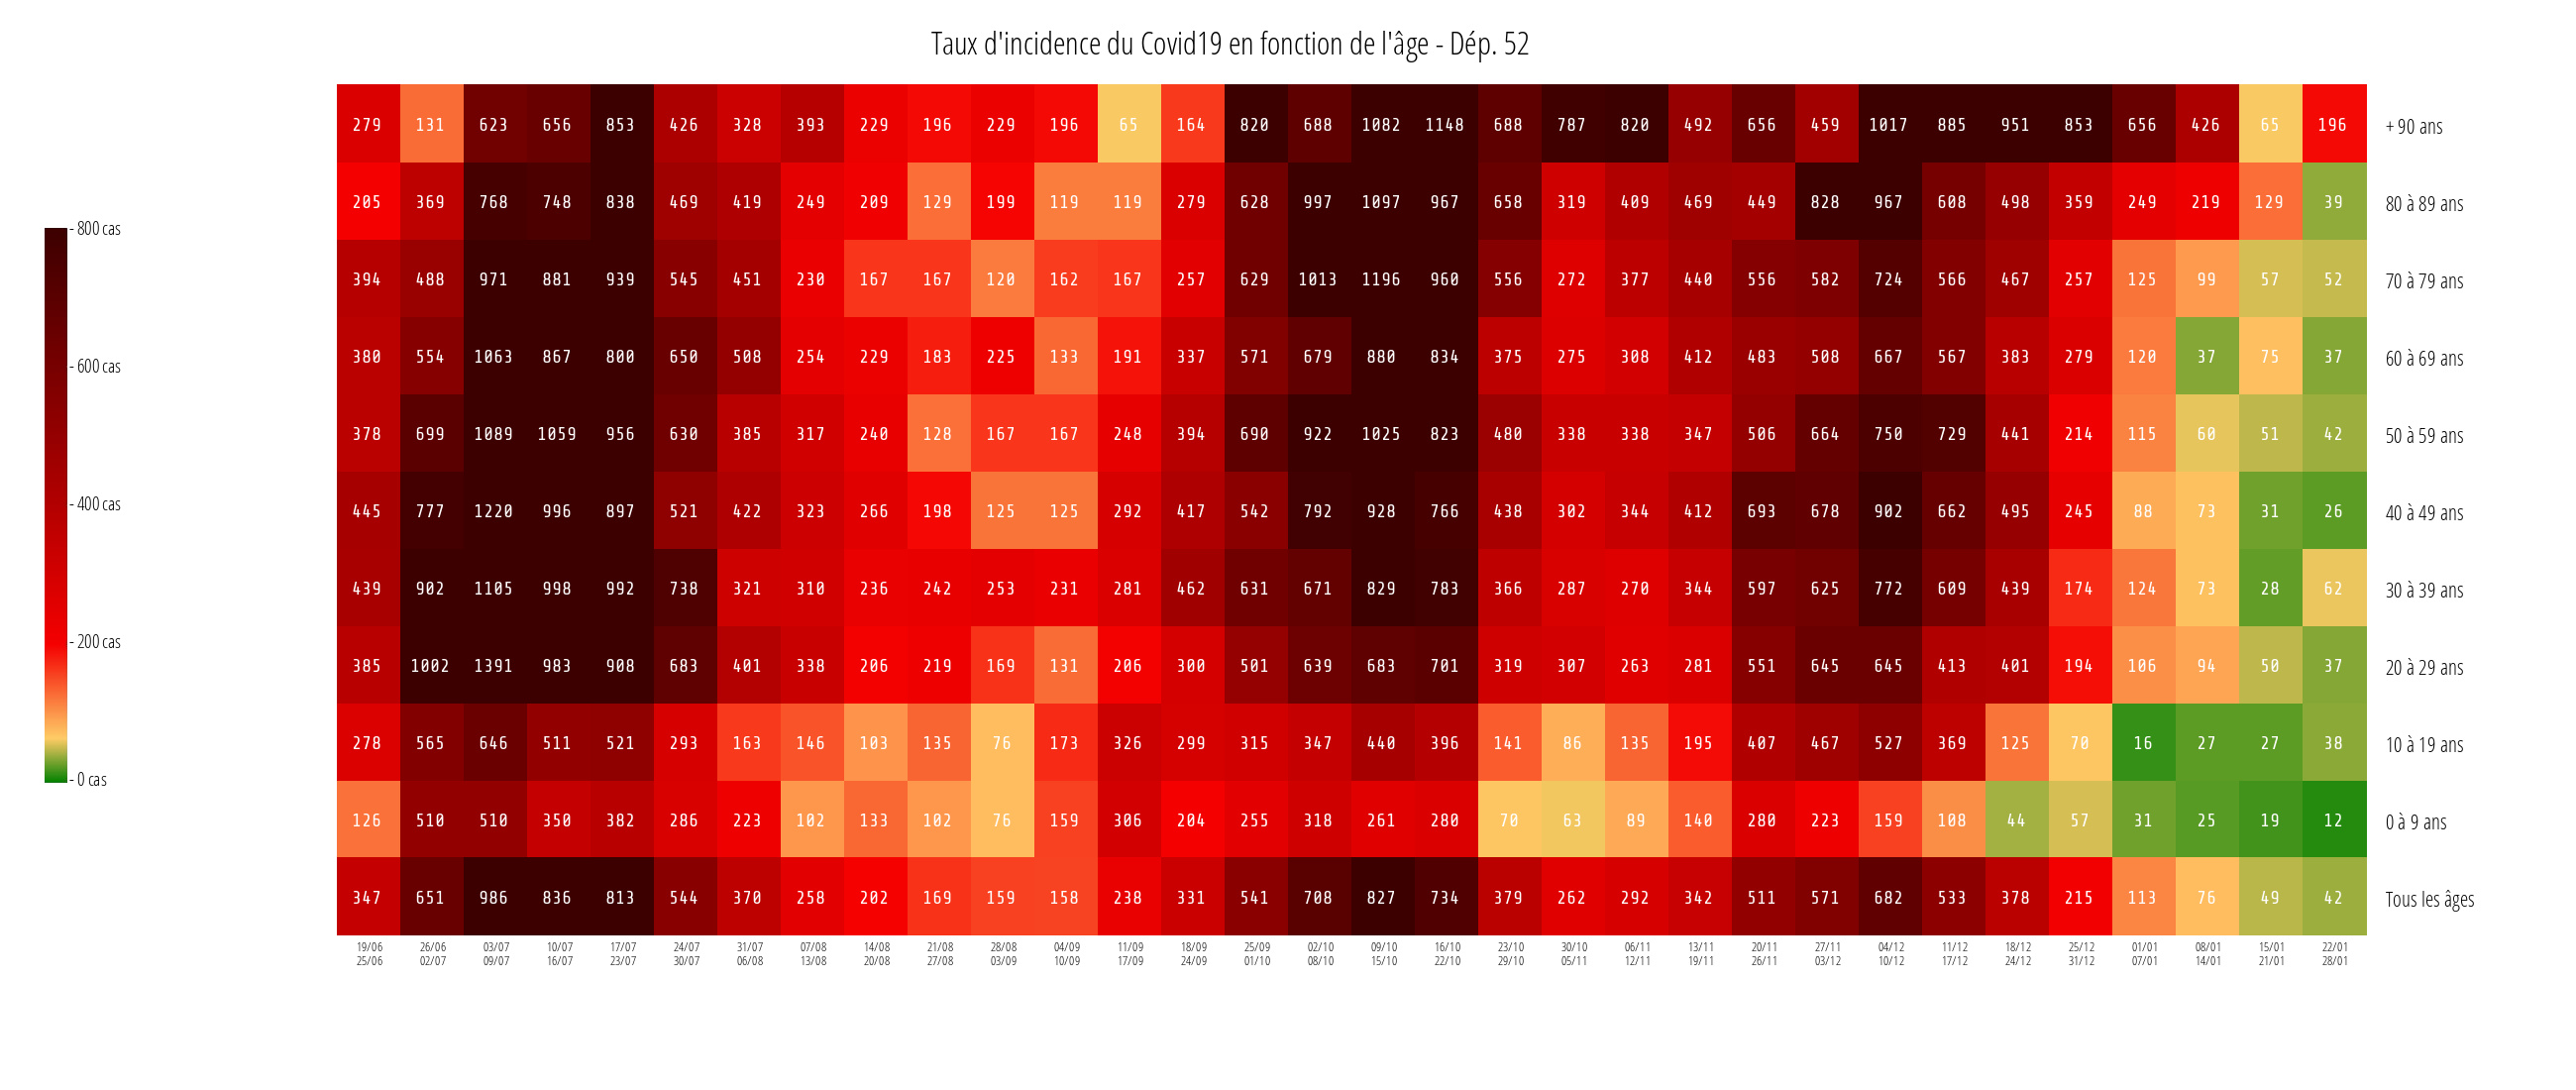 Taux d'incidence du Covid19 en fonction de l'âge - Dép. 52
- 800 cas
- 600 cas
- 400 cas
- 200 cas
- 0 cas
279 131 623 656 853 426 328 393 229 196 229 196 65 164 820 688 1082 1148 688 787 820 492 656 459 1017 885 951 853 656 426 65 196 + 90 ans
205 369 768 748 838 469 419 249 209 129 199 119 119 279 628 997 1097 967 658 319 409 469 449 828 967 608 498 359 249 219 129 39 80 à 89 ans
394 488 971 881 939 545 451 230 167 167 120 162 167 257 629 1013 1196 960 556 272 377 440 556 582 724 566 467 257 125 99 57 52 70 à 79 ans
380 554 1063 867 800 650 508 254 229 183 225 133 191 337 571 679 880 834 375 275 308 412 483 508 667 567 383 279 120 37 75 37 60 à 69 ans
378 699 1089 1059 956 630 385 317 240 128 167 167 248 394 690 922 1025 823 480 338 338 347 506 664 750 729 441 214 115 60 51 42 50 à 59 ans
445 777 1220 996 897 521 422 323 266 198 125 125 292 417 542 792 928 766 438 302 344 412 693 678 902 662 495 245 88 73 31 26 40 à 49 ans
439 902 1105 998 992 738 321 310 236 242 253 231 281 462 631 671 829 783 366 287 270 344 597 625 772 609 439 174 124 73 28 62 30 à 39 ans
385 1002 1391 983 908 683 401 338 206 219 169 131 206 300 501 639 683 701 319 307 263 281 551 645 645 413 401 194 106 94 50 37 20 à 29 ans
278 565 646 511 521 293 163 146 103 135 76 173 326 299 315 347 440 396 141 86 135 195 407 467 527 369 125 70 16 27 27 38 10 à 19 ans
126 510 510 350 382 286 223 102 133 102 76 159 306 204 255 318 261 280 70 63 89 140 280 223 159 108 44 57 31 25 19 12 0 à 9 ans
347 651 986 836 813 544 370 258 202 169 159 158 238 331 541 708 827 734 379 262 292 342 511 571 682 533 378 215 113 76 49 42 Tous les âges
19/06 26/06 03/07 10/07 17/07 24/07 31/07 07/08 14/08 21/08 28/08 04/09 11/09 18/09 25/09 02/10 09/10 16/10 23/10 30/10 06/11 13/11 20/11 27/11 04/12 11/12 18/12 25/12 01/01 08/01 15/01 22/01
25/06 02/07 09/07 16/07 23/07 30/07 06/08 13/08 20/08 27/08 03/09 10/09 17/09 24/09 01/10 08/10 15/10 22/10 29/10 05/11 12/11 19/11 26/11 03/12 10/12 17/12 24/12 31/12 07/01 14/01 21/01 28/01